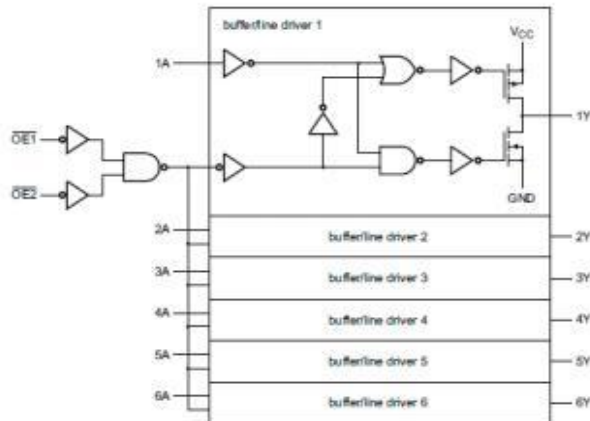 buffer/line driver 1
VCC
1A
1Y
OE1
OE2
GND
2A
buffer/line driver 2
2Y
3A
buffer/line driver 3
3Y
4A
buffer/line driver 4
4Y
5A
buffer/line driver 5
5Y
6A
buffer/line driver 6
6Y